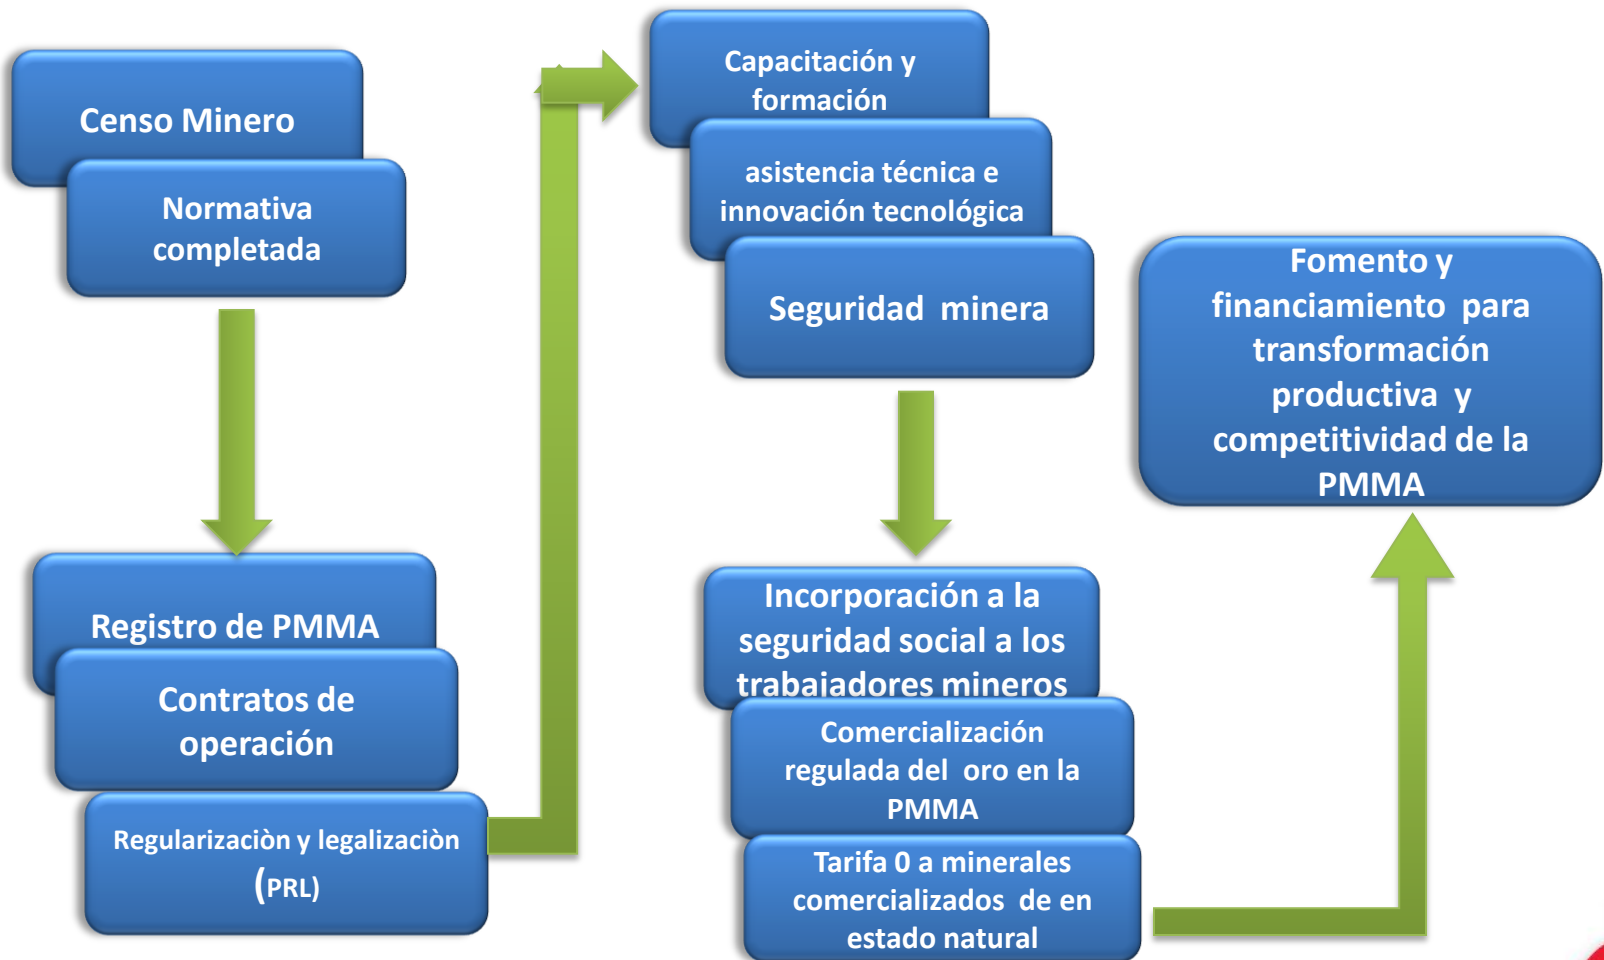 Censo Minero
Normativa
completada
Registro de PMMA
Contratos de
operación
Regularizaciòn y legalizaciòn
(PRL)
Capacitación y
formación
asistencia técnica e
innovación tecnológica
Seguridad minera
Incorporación a la
seguridad social a los
trabajadores mineros
Comercialización
regulada del oro en la
PMMA
Tarifa 0 a minerales
comercializados de en
estado natural
Fomento y
financiamiento para
transformación
productiva y
competitividad de la
PMMA